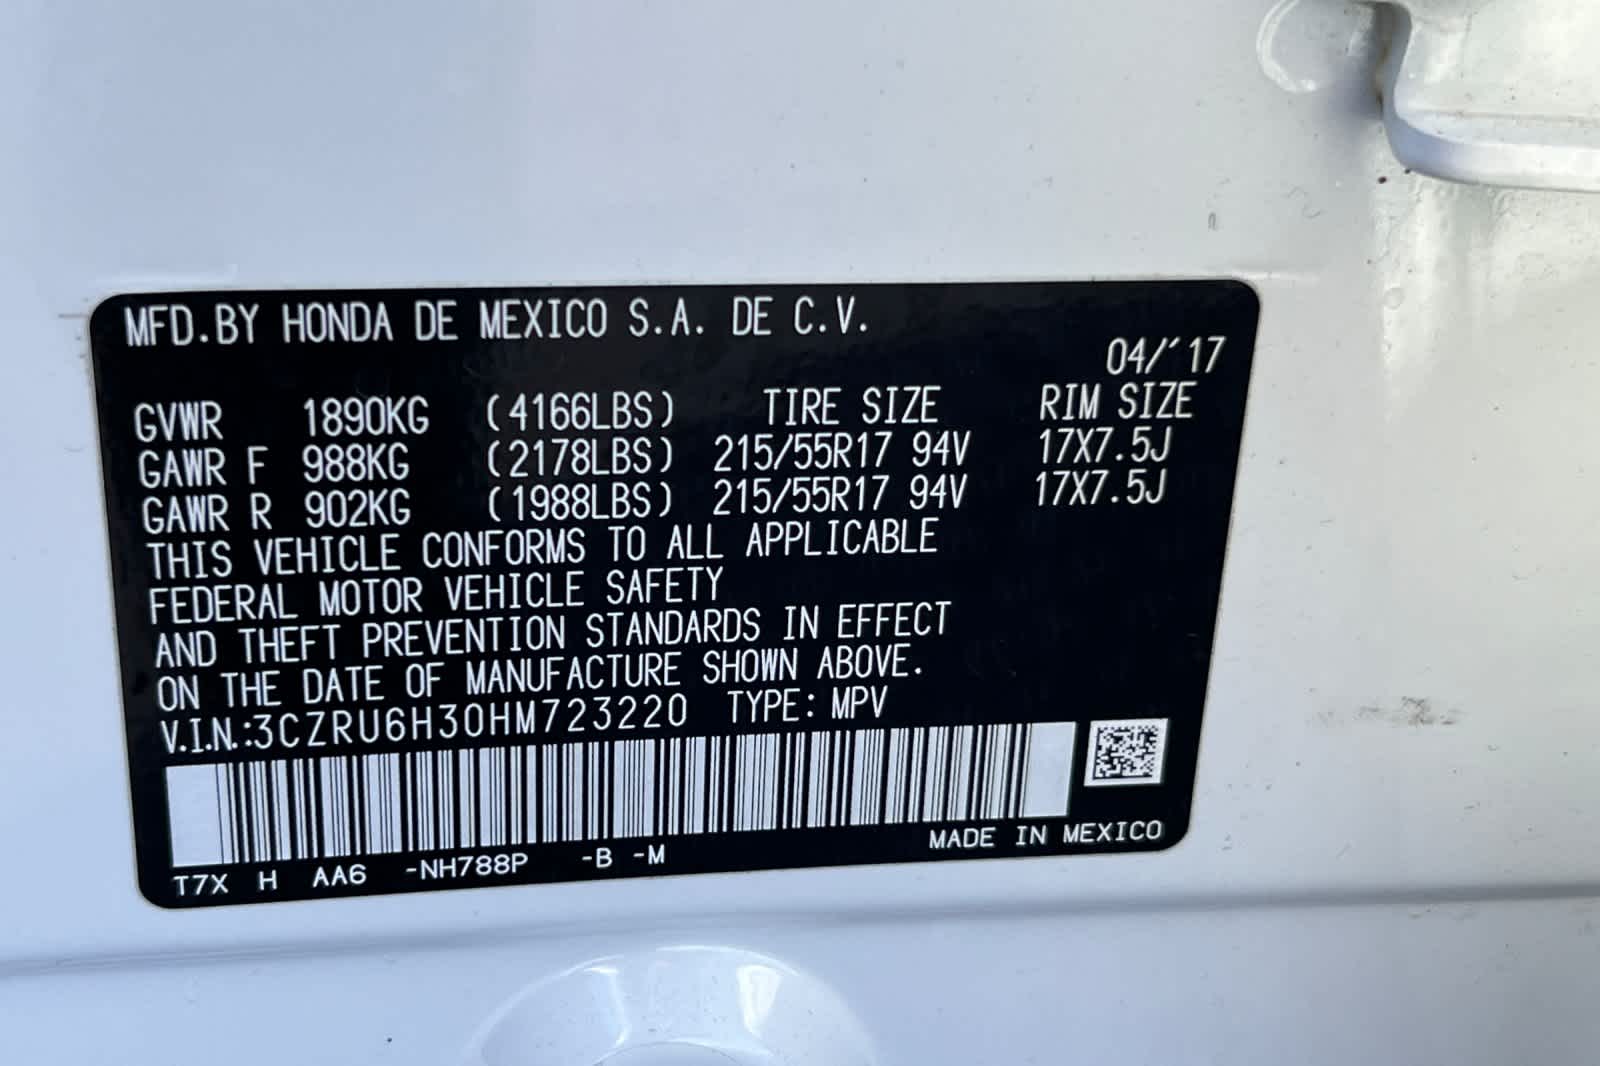 MFD.BY HONDA DE MEXICO S.A. DE C.V.
04/´17
GVWR 1890KG (4166LBS) TIRE SIZE RIM SIZE
GAWR F 988KG (2178LBS) 215/55R17 94V 17X7.5J
GAWR R 902KG (1988LBS) 215/55R17 94V 17X7.5J
THIS VEHICLE CONFORMS TO ALL APPLICABLE
FEDERAL MOTOR VEHICLE SAFETY
AND THEFT PREVENTION STANDARDS IN EFFECT
ON THE DATE OF MANUFACTURE SHOWN ABOVE.
V.I.N.:3CZRU6H30HM723220 TYPE: MPV
MADE IN MEXICO
T7X H AA6 -NH788P -B -M